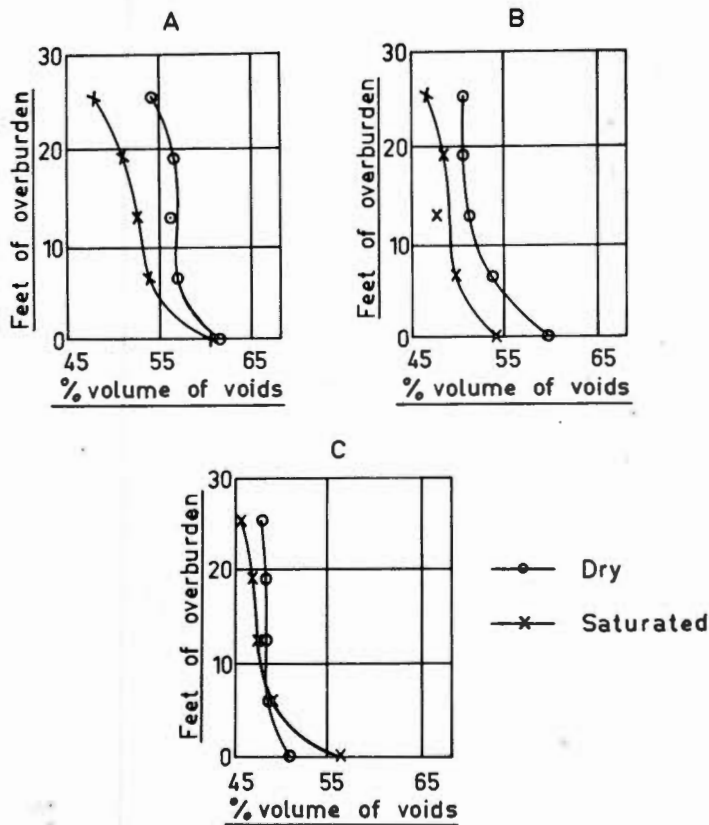 A
30
20
10
0
Feet of overburden
45 55 65
% volume of voids
B
30
20
10
0
Feet of overburden
45 55 65
% volume of voids
C
30
20
10
0
Feet of overburden
45 55 65
% volume of voids
Dry
Saturated